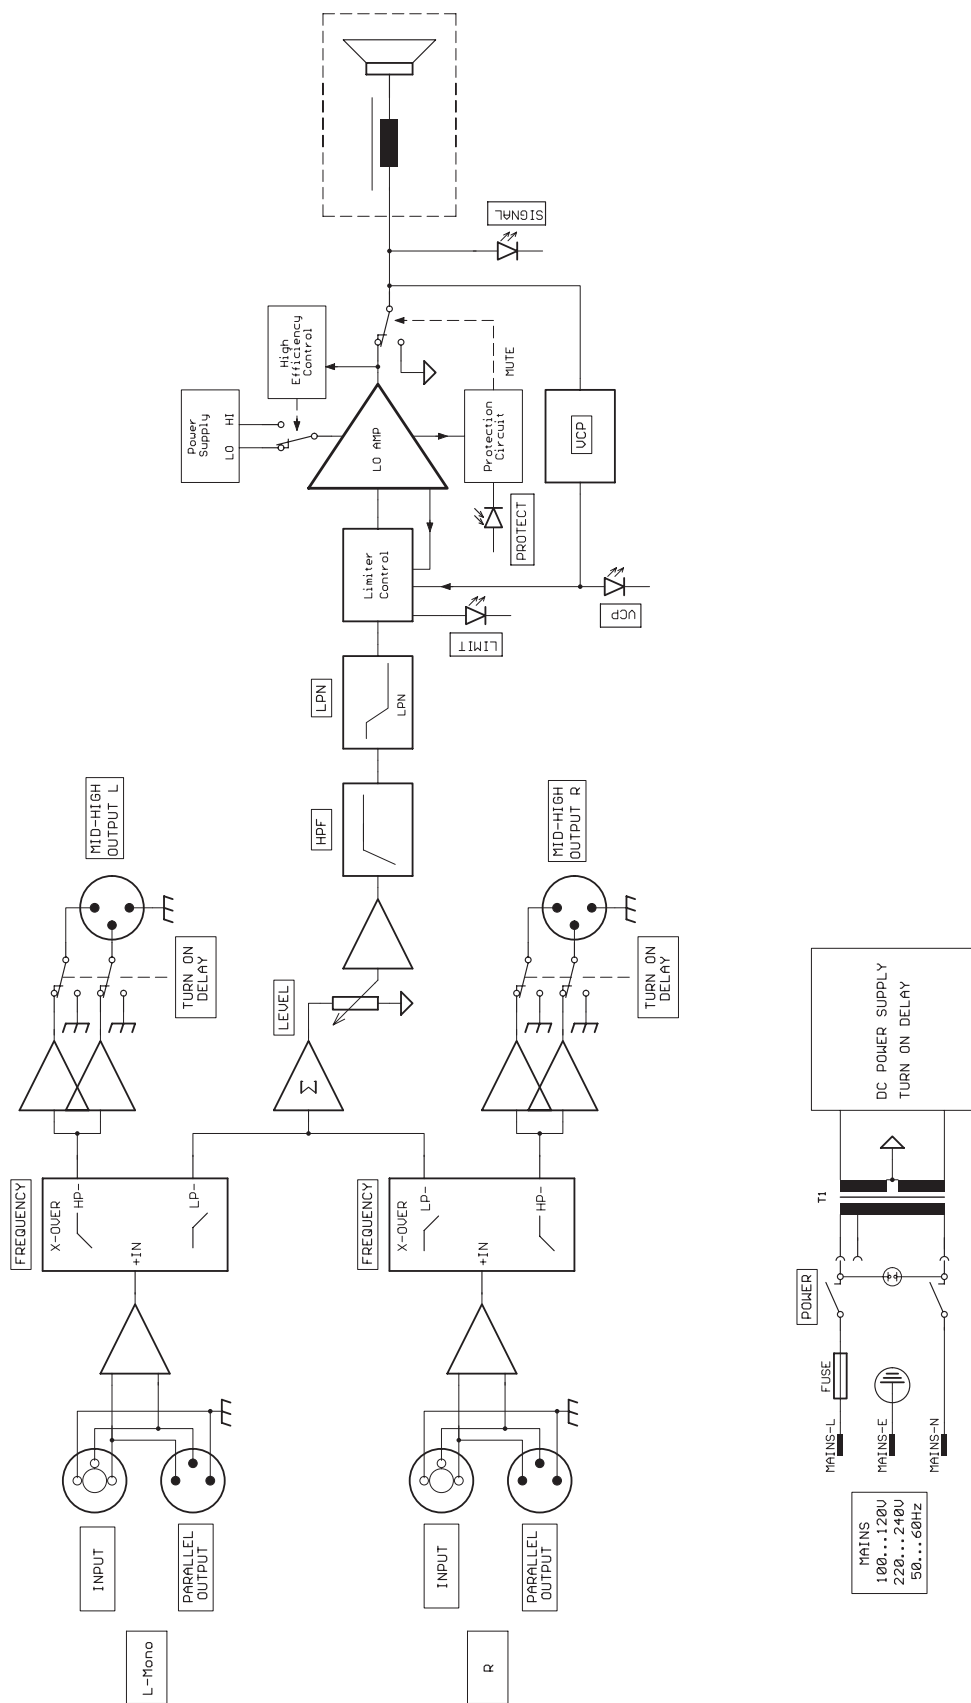 L-Mono
INPUT
PARALLEL
OUTPUT
FREQUENCY
X-OVER
HP-
LP-
+IN
TURN ON
DELAY
MID-HIGH
OUTPUT L
Σ
LEVEL
HPF
LPN
LPN
Limiter
Control
LIMIT
LO AMP
Power
Supply
LO
HI
High
Efficiency
Control
Protection
Circuit
PROTECT
MUTE
VCP
VCP
SIGNAL
R
INPUT
PARALLEL
OUTPUT
FREQUENCY
X-OVER
LP-
HP-
+IN
TURN ON
DELAY
MID-HIGH
OUTPUT R
MAINS
100...120V
220...240V
50...60Hz
MAINS-L
MAINS-E
MAINS-N
FUSE
POWER
T1
DC POWER SUPPLY
TURN ON DELAY